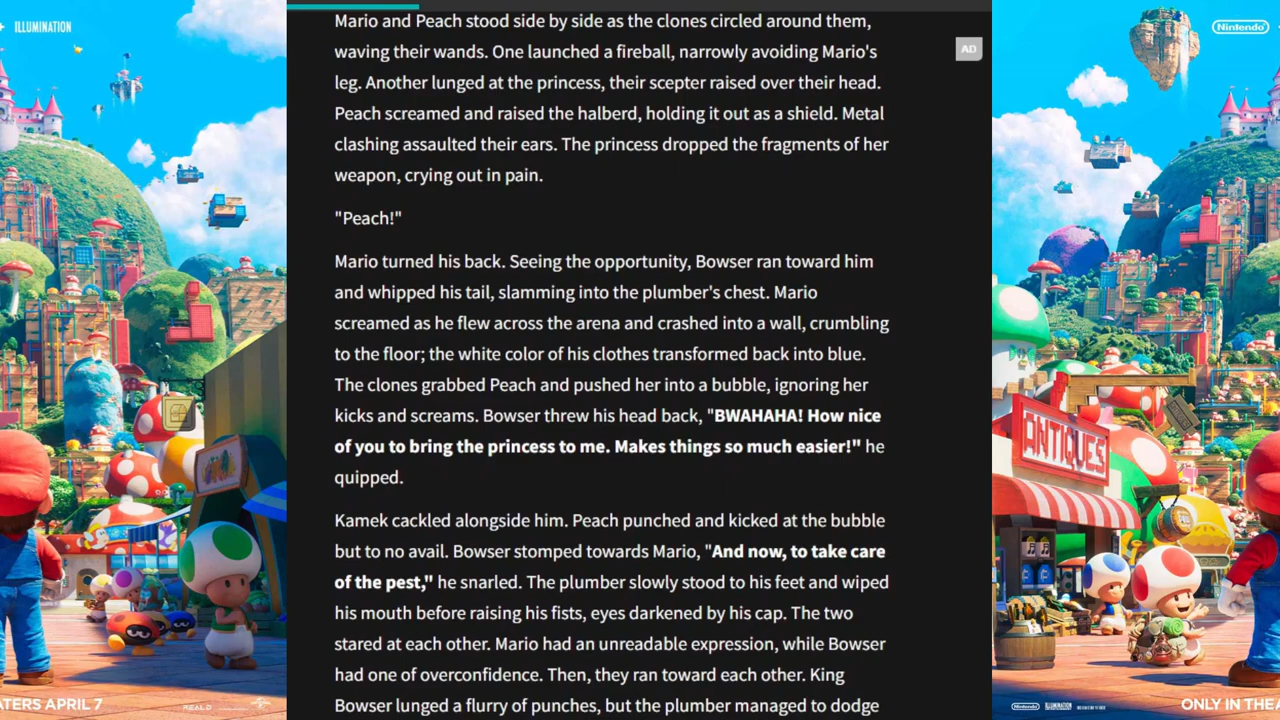 ILLUMINATION
Nintendo
AD
Mario and Peach stood side by side as the clones circled around them,
waving their wands. One launched a fireball, narrowly avoiding Mario's
leg. Another lunged at the princess, their scepter raised over their head.
Peach screamed and raised the halberd, holding it out as a shield. Metal
clashing assaulted their ears. The princess dropped the fragments of her
weapon, crying out in pain.
"Peach!"
Mario turned his back. Seeing the opportunity, Bowser ran toward him
and whipped his tail, slamming into the plumber's chest. Mario
screamed as he flew across the arena and crashed into a wall, crumbling
to the floor; the white color of his clothes transformed back into blue.
The clones grabbed Peach and pushed her into a bubble, ignoring her
kicks and screams. Bowser threw his head back, "BWAHAHA! How nice
of you to bring the princess to me. Makes things so much easier!" he
quipped.
Kamek cackled alongside him. Peach punched and kicked at the bubble
but to no avail. Bowser stomped towards Mario, "And now, to take care
of the pest," he snarled. The plumber slowly stood to his feet and wiped
his mouth before raising his fists, eyes darkened by his cap. The two
stared at each other. Mario had an unreadable expression, while Bowser
had one of overconfidence. Then, they ran toward each other. King
Bowser lunged a flurry of punches, but the plumber managed to dodge
ANTIQUES
ATERS APRIL 7
REALD
Nintendo
ILLUMINATION
ONLY IN THEA